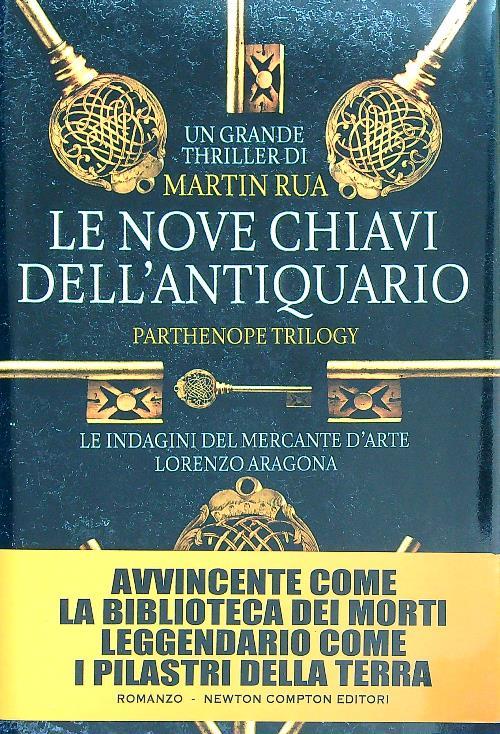 UN GRANDE
THRILLER DI
MARTIN RUA
LE NOVE CHIAVI
DELL'ANTIQUARIO
PARTHENOPE TRILOGY
LE INDAGINI DEL MERCANTE D'ARTE
LORENZO ARAGONA
AVVINCENTE COME
LA BIBLIOTECA DEI MORTI
LEGGENDARIO COME
I PILASTRI DELLA TERRA
ROMANZO - NEWTON COMPTON EDITORI